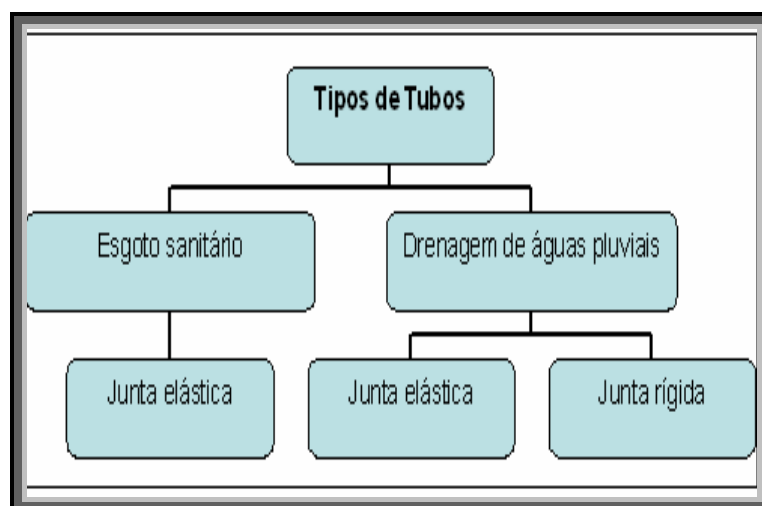 Tipos de Tubos
Esgoto sanitário
Drenagem de águas pluviais
Junta elástica
Junta elástica
Junta rígida